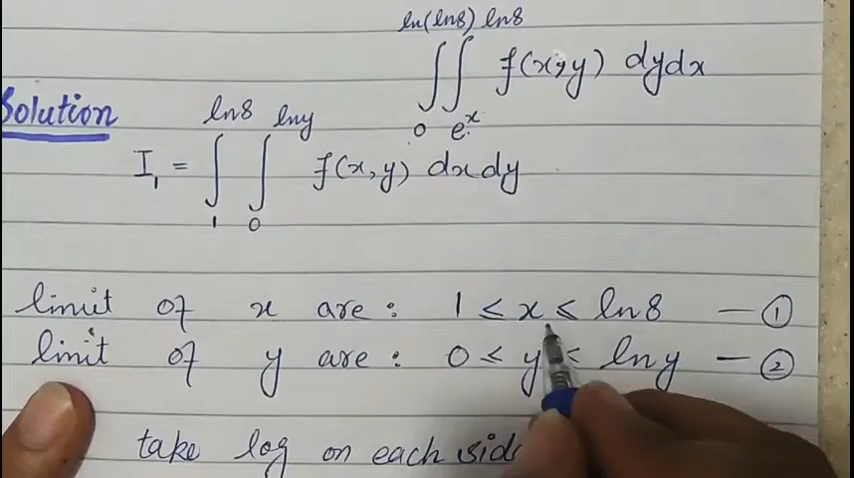 ln(ln8) ln8
∫∫ f(x,y) dydx
0 eˣ
Solution
ln8 lny
I₁ = ∫ ∫ f(x,y) dxdy
1 0
limit of x are : 1 ≤ x ≤ ln8 — ①
limit of y are : 0 ≤ y ≤ lny — ②
take log on each